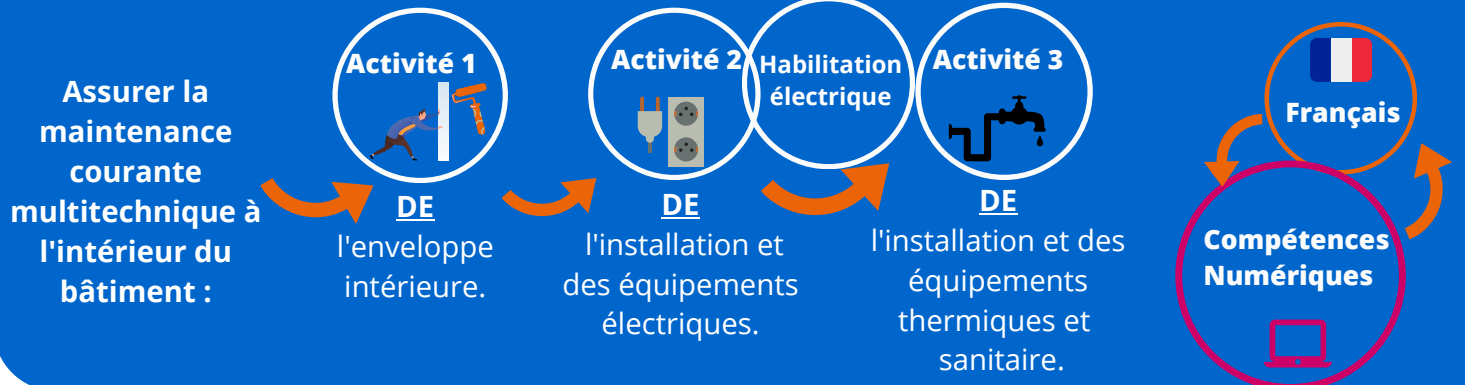 Assurer la
maintenance
courante
multitechnique à
l'intérieur du
bâtiment :
Activité 1
DE
l'enveloppe
intérieure.
Activité 2
DE
l'installation et
des équipements
électriques.
Habilitation
électrique
Activité 3
DE
l'installation et des
équipements
thermiques et
sanitaire.
Français
Compétences
Numériques